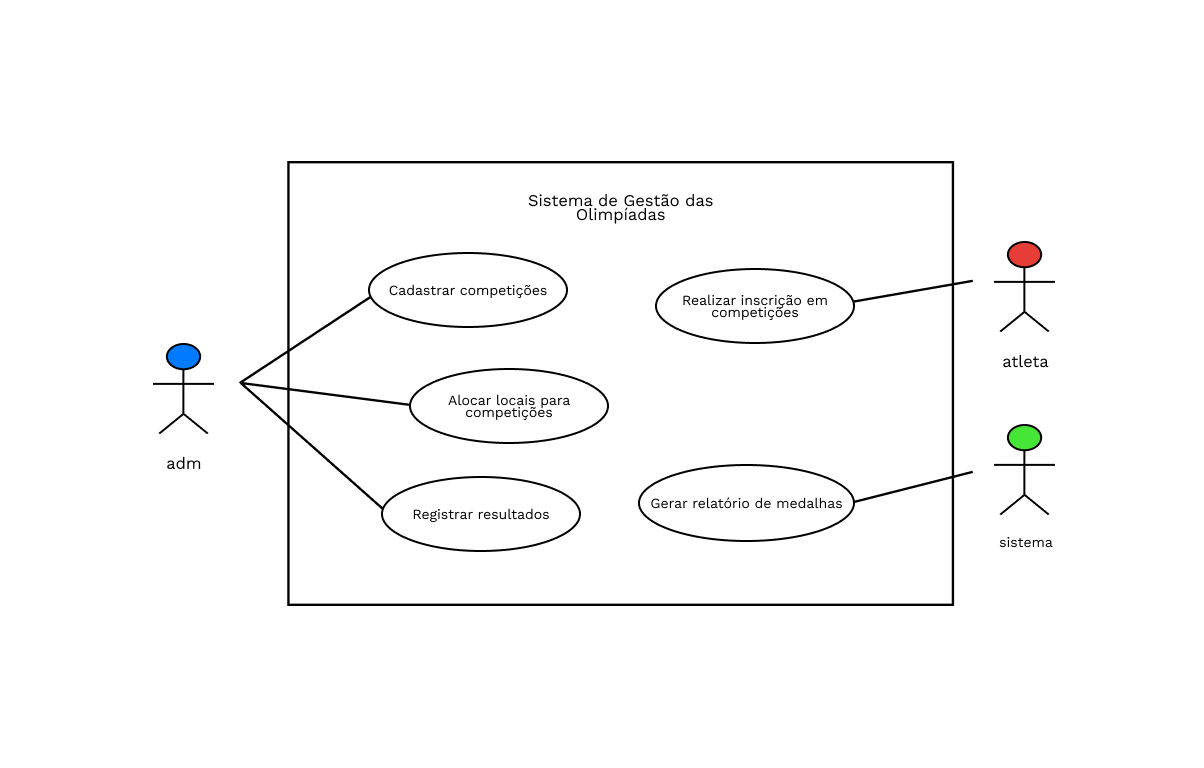 Sistema de Gestão das
Olimpíadas
Cadastrar competições
Realizar inscrição em
competições
atleta
Alocar locais para
competições
adm
Gerar relatório de medalhas
Registrar resultados
sistema